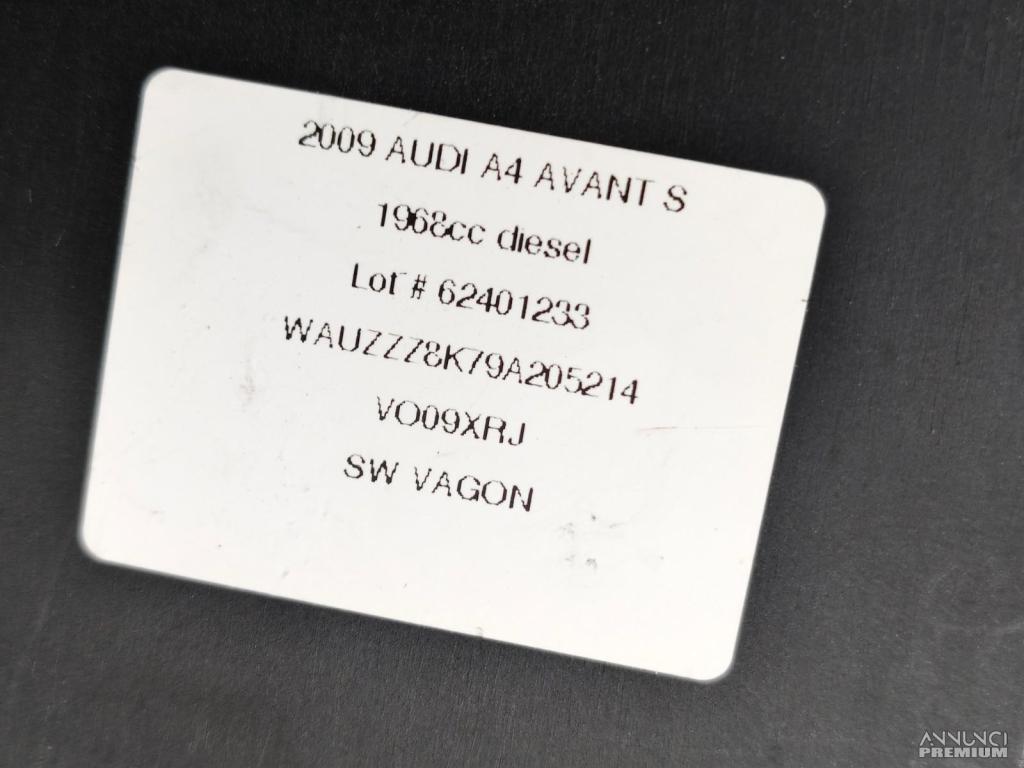 2009 AUDI A4 AVANT S
1968cc diesel
Lot # 62401233
WAUZZZ8K79A205214
VO09XRJ
SW VAGON
ANNUNCI
PREMIUM